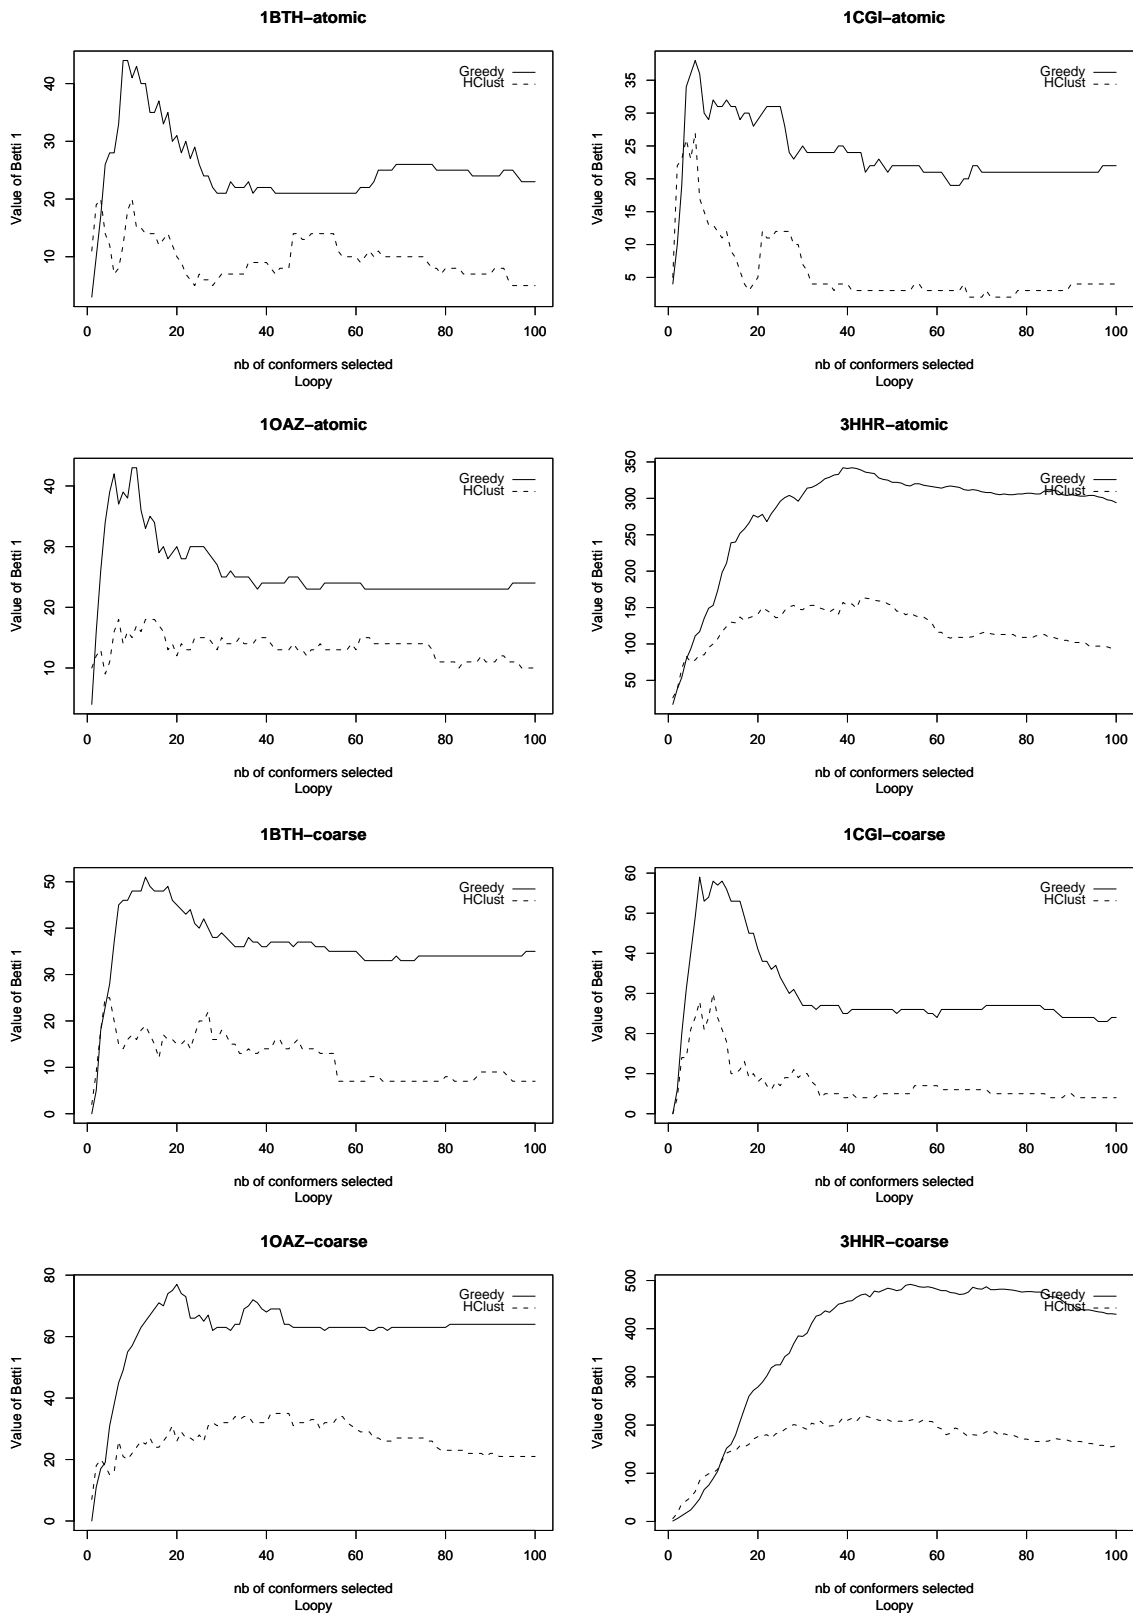 1BTH−atomic
Value of Betti 1
10 20 30 40
Greedy
HClust
0 20 40 60 80 100
nb of conformers selected
Loopy
1CGI−atomic
Value of Betti 1
5 10 15 20 25 30 35
Greedy
HClust
0 20 40 60 80 100
nb of conformers selected
Loopy
1OAZ−atomic
Value of Betti 1
10 20 30 40
Greedy
HClust
0 20 40 60 80 100
nb of conformers selected
Loopy
3HHR−atomic
Value of Betti 1
50 100 150 200 250 300 350
Greedy
HClust
0 20 40 60 80 100
nb of conformers selected
Loopy
1BTH−coarse
Value of Betti 1
0 10 20 30 40 50
Greedy
HClust
0 20 40 60 80 100
nb of conformers selected
Loopy
1CGI−coarse
Value of Betti 1
0 10 20 30 40 50 60
Greedy
HClust
0 20 40 60 80 100
nb of conformers selected
Loopy
1OAZ−coarse
Value of Betti 1
0 20 40 60 80
Greedy
HClust
0 20 40 60 80 100
nb of conformers selected
Loopy
3HHR−coarse
Value of Betti 1
0 100 200 300 400 500
Greedy
HClust
0 20 40 60 80 100
nb of conformers selected
Loopy